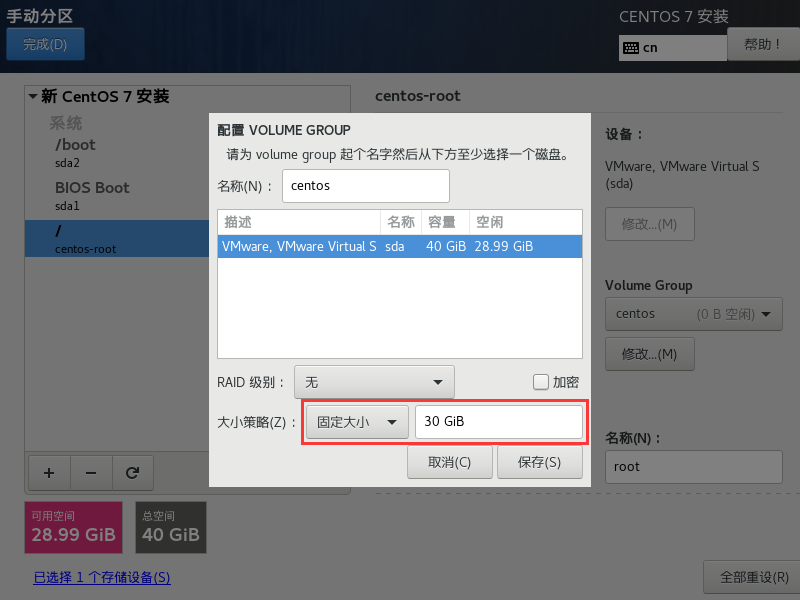 手动分区
CENTOS 7 安装
完成(D)
cn
帮助！
新 CentOS 7 安装
系统
/boot
sda2
BIOS Boot
sda1
/
centos-root
centos-root
设备：
VMware, VMware Virtual S
(sda)
修改...(M)
Volume Group
centos (0 B 空闲)
修改...(M)
名称(N)：
root
配置 VOLUME GROUP
请为 volume group 起个名字然后从下方至少选择一个磁盘。
名称(N)： centos
描述 名称 容量 空闲
VMware, VMware Virtual S sda 40 GiB 28.99 GiB
RAID 级别： 无 加密
大小策略(Z)： 固定大小 30 GiB
取消(C) 保存(S)
可用空间
28.99 GiB
总空间
40 GiB
已选择 1 个存储设备(S)
全部重设(R)